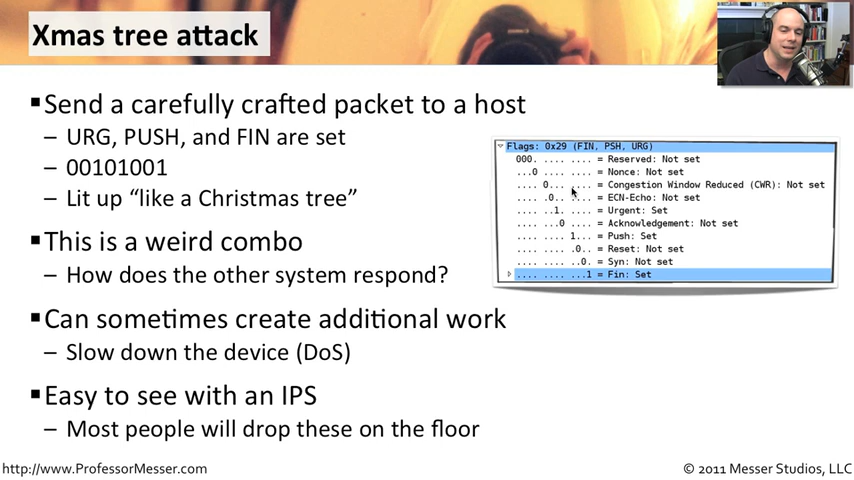 Xmas tree attack
▪Send a carefully crafted packet to a host
– URG, PUSH, and FIN are set
– 00101001
– Lit up “like a Christmas tree”
▪This is a weird combo
– How does the other system respond?
▪Can sometimes create additional work
– Slow down the device (DoS)
▪Easy to see with an IPS
– Most people will drop these on the floor
Flags: 0x29 (FIN, PSH, URG)
000. .... .... = Reserved: Not set
...0 .... .... = Nonce: Not set
.... 0... .... = Congestion Window Reduced (CWR): Not set
.... .0.. .... = ECN-Echo: Not set
.... ..1. .... = Urgent: Set
.... ...0 .... = Acknowledgement: Not set
.... .... 1... = Push: Set
.... .... .0.. = Reset: Not set
.... .... ..0. = Syn: Not set
.... .... ...1 = Fin: Set
http://www.ProfessorMesser.com
© 2011 Messer Studios, LLC